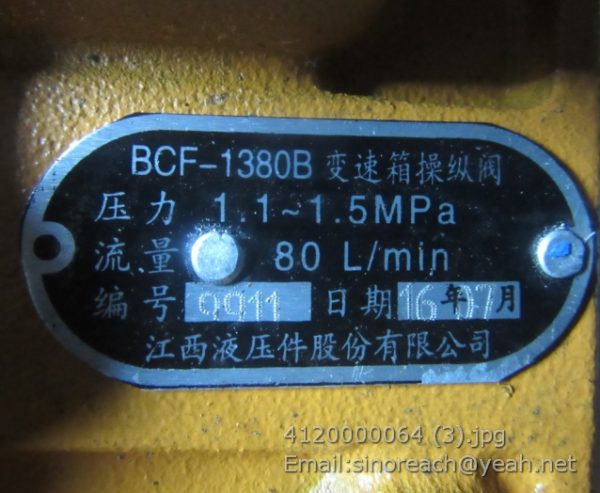 BCF-1380B 变速箱操纵阀
压力 1.1~1.5MPa
流量 80 L/min
编号 9911 日期 16年07月
江西液压件股份有限公司
4120000064 (3).jpg
Email:sinoreach@yeah.net